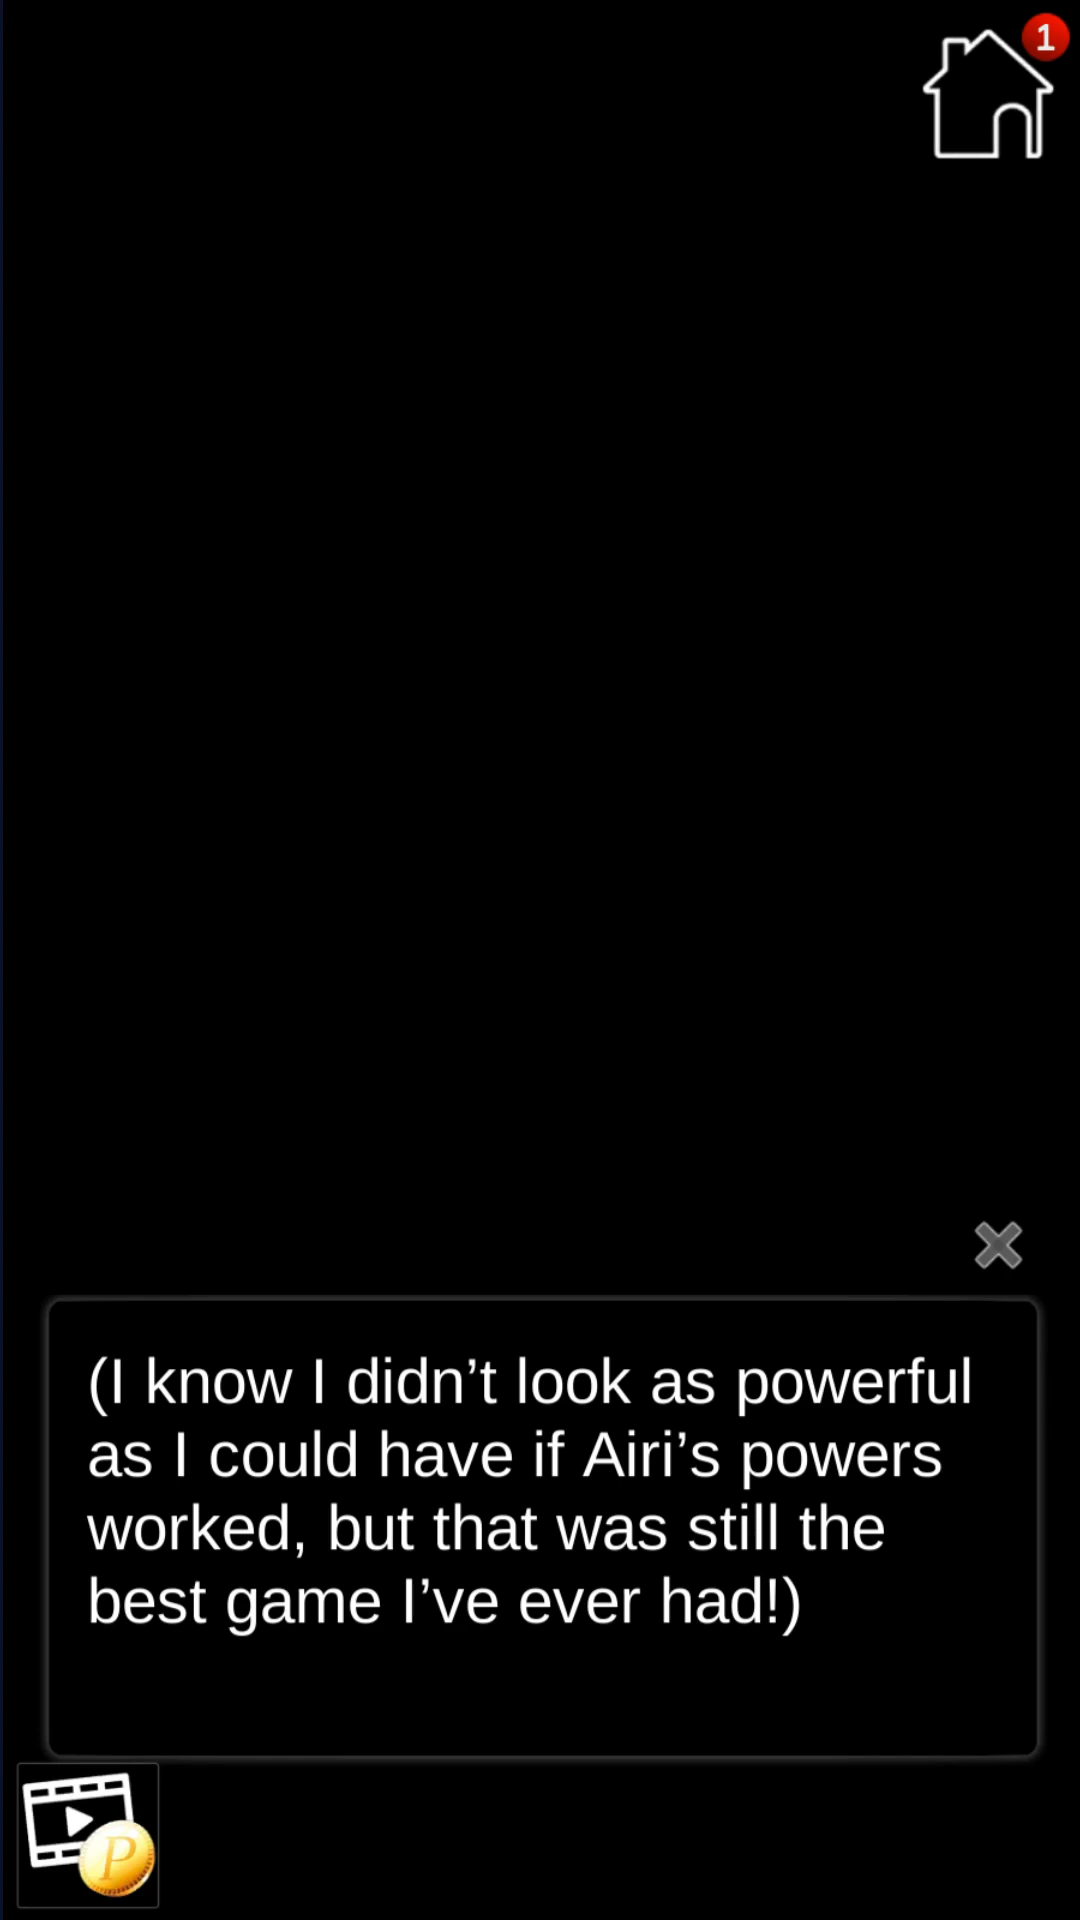 1
(I know I didn’t look as powerful
as I could have if Airi’s powers
worked, but that was still the
best game I’ve ever had!)
P